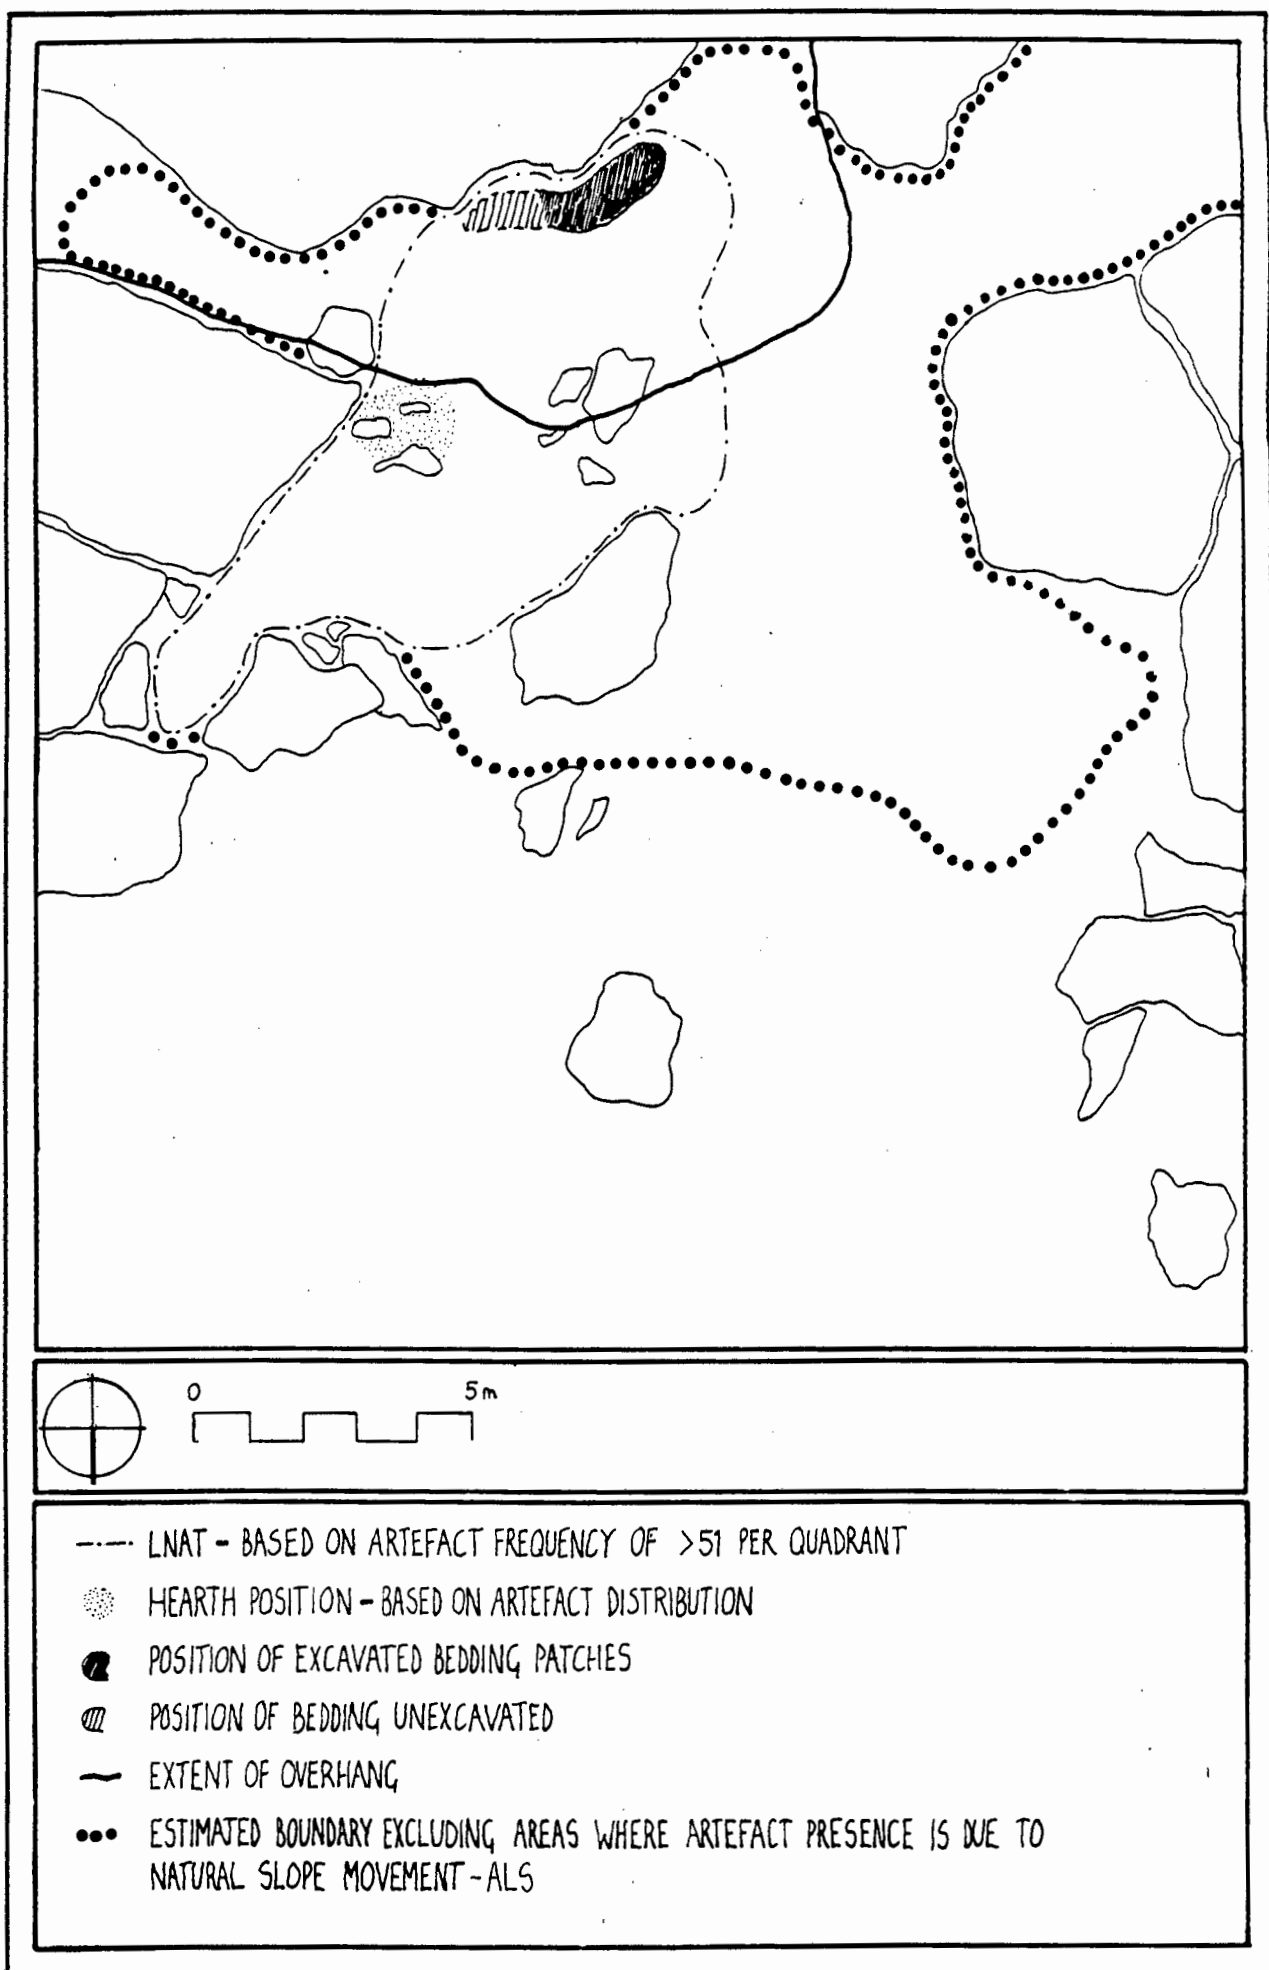 0 5m
LNAT - BASED ON ARTEFACT FREQUENCY OF >51 PER QUADRANT
HEARTH POSITION - BASED ON ARTEFACT DISTRIBUTION
POSITION OF EXCAVATED BEDDING PATCHES
POSITION OF BEDDING UNEXCAVATED
EXTENT OF OVERHANG
ESTIMATED BOUNDARY EXCLUDING AREAS WHERE ARTEFACT PRESENCE IS DUE TO
NATURAL SLOPE MOVEMENT - ALS